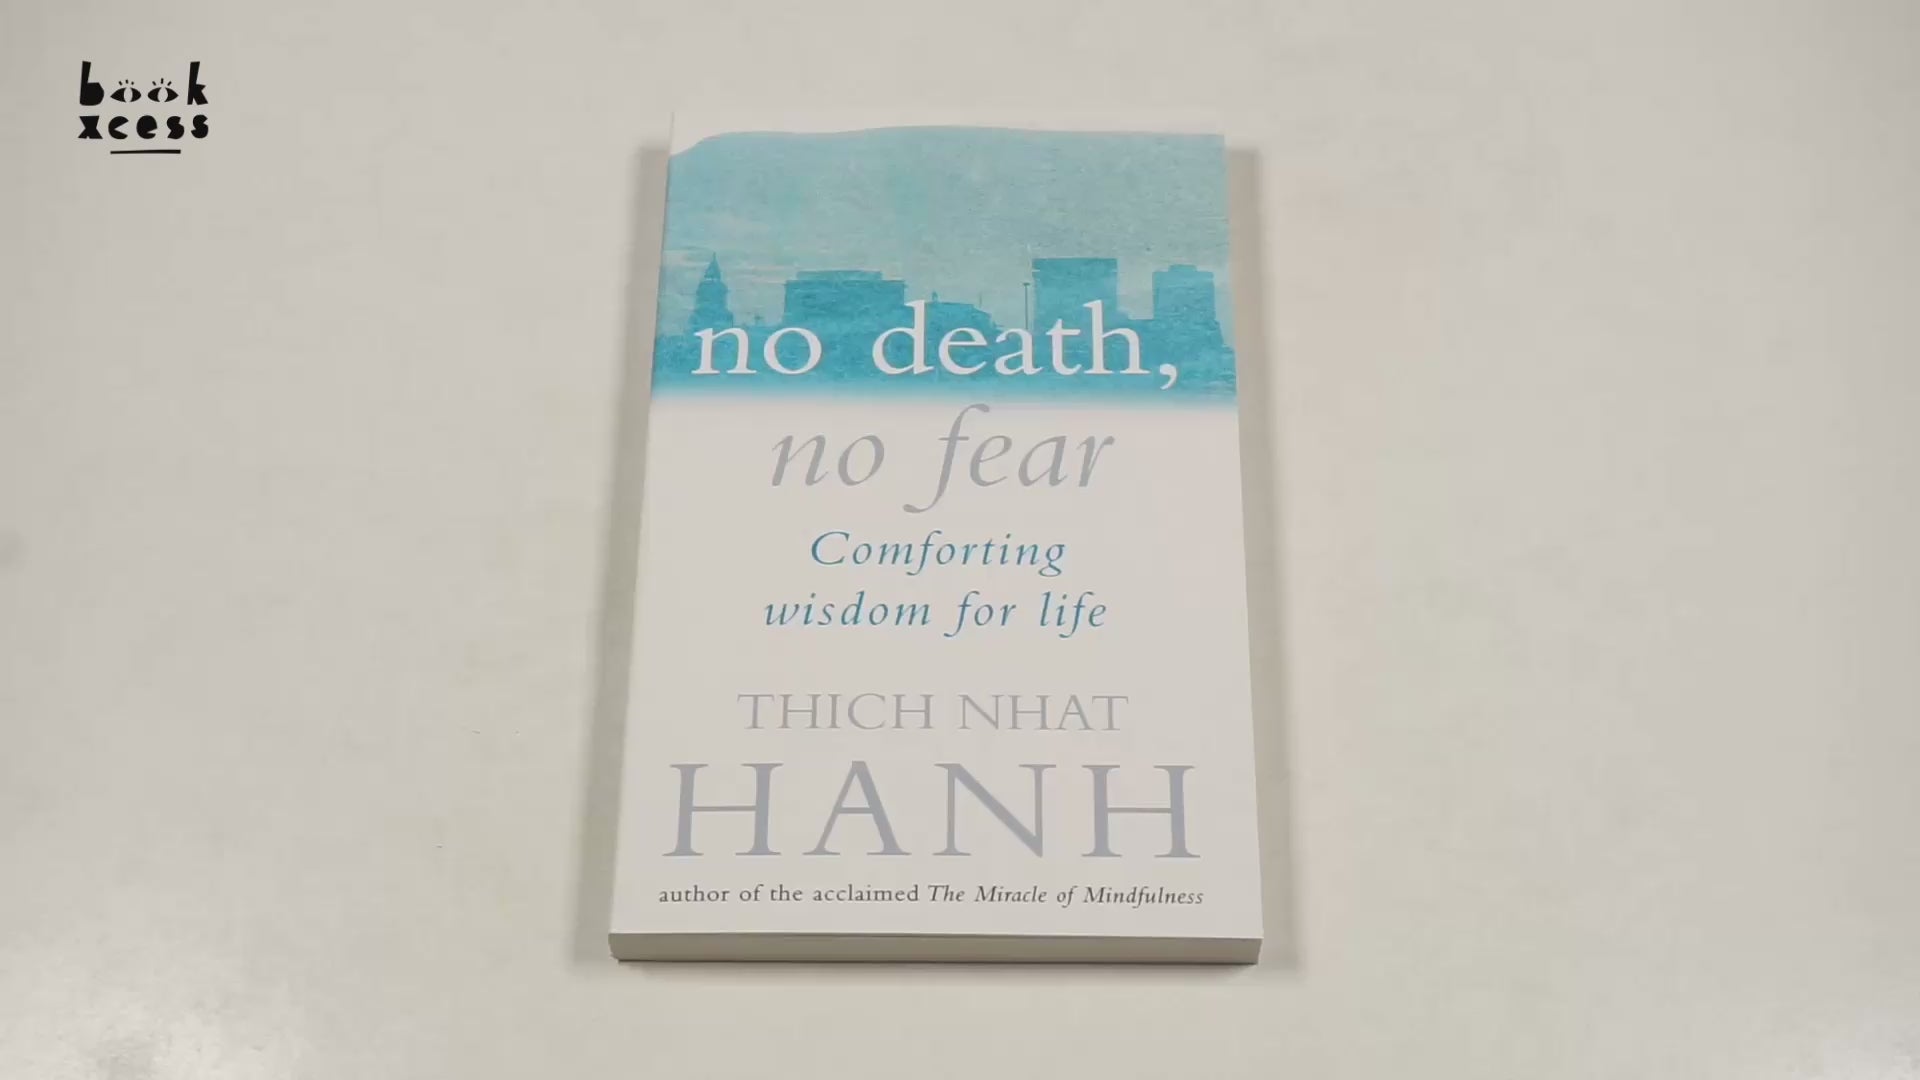 book
xcess
no death,
no fear
Comforting
wisdom for life
THICH NHAT
HANH
author of the acclaimed The Miracle of Mindfulness